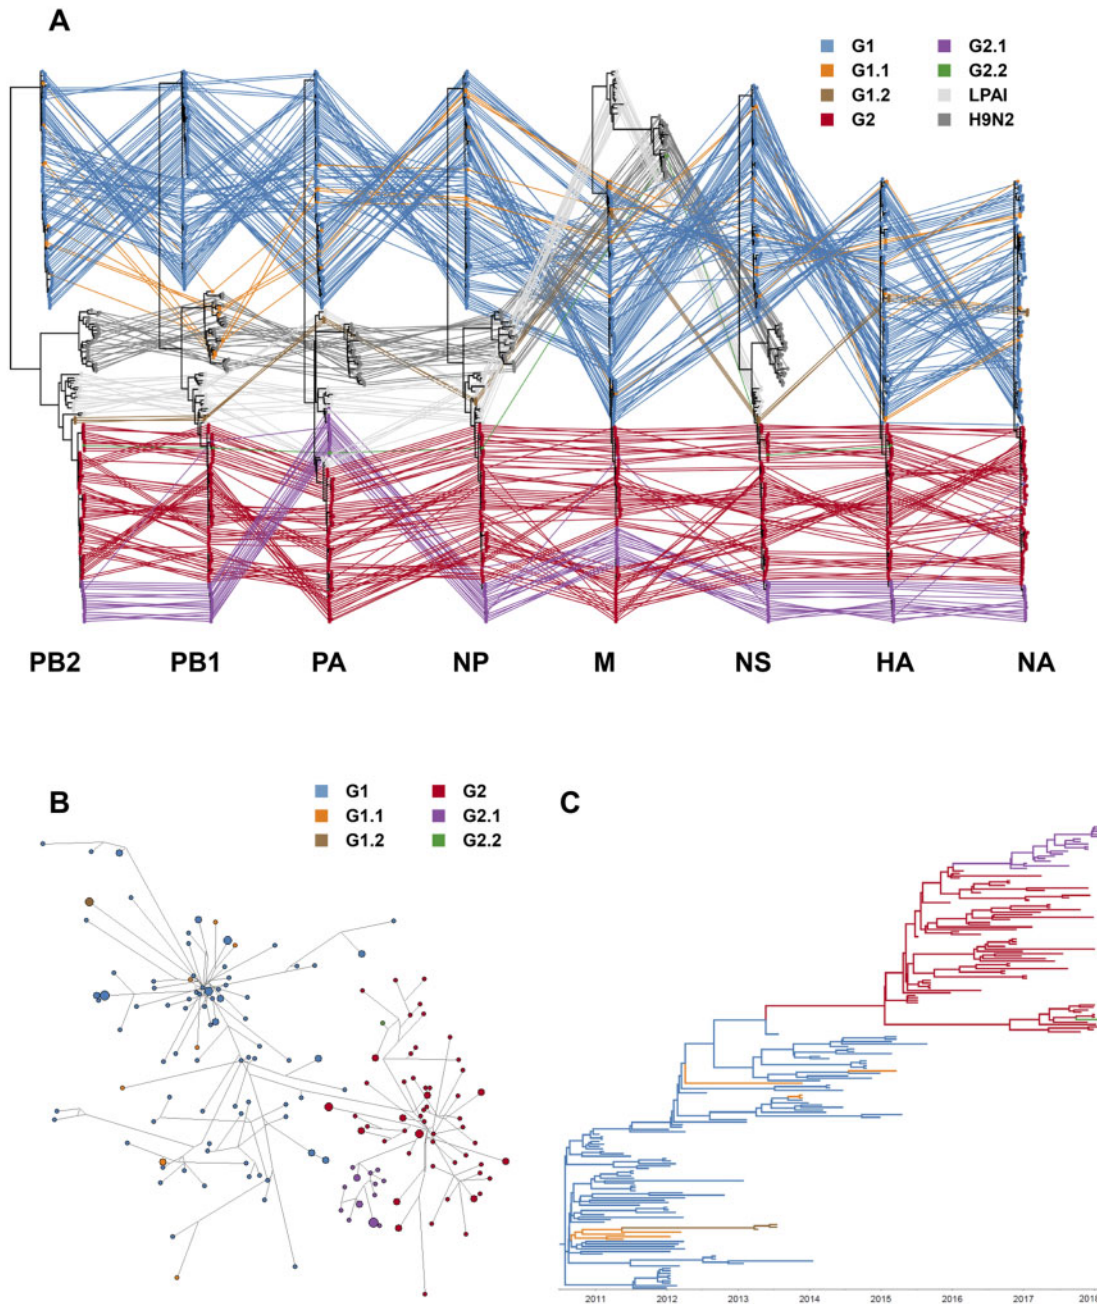 A
G1 G2.1
G1.1 G2.2
G1.2 LPAI
G2 H9N2
PB2 PB1 PA NP M NS HA NA
B
G1 G2
G1.1 G2.1
G1.2 G2.2
C
2011 2012 2013 2014 2015 2016 2017 2018